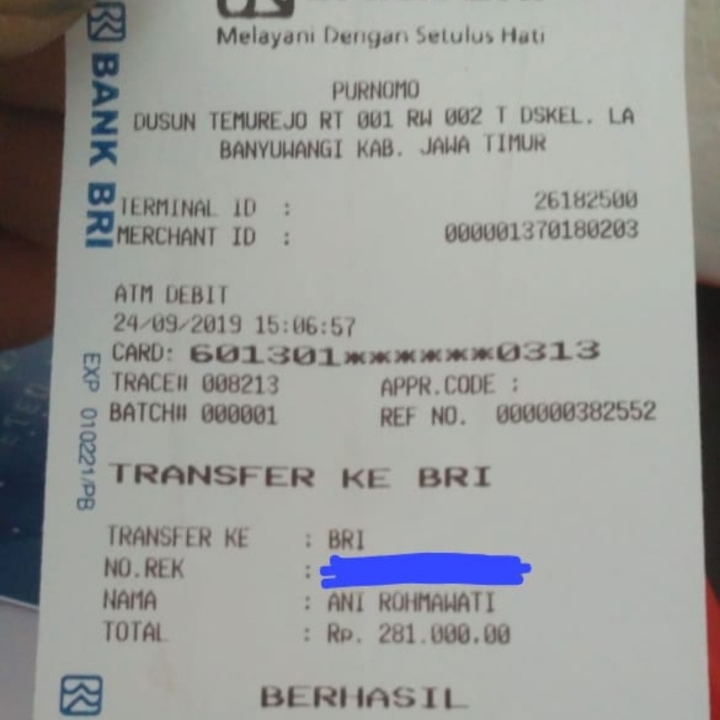 Melayani Dengan Setulus Hati
PURNOMO
DUSUN TEMUREJO RT 001 RW 002 T DSKEL. LA
BANYUWANGI KAB. JAWA TIMUR
TERMINAL ID : 26182500
MERCHANT ID : 000001370180203
ATM DEBIT
24/09/2019 15:06:57
CARD: 601301******0313
TRACE# 008213 APPR.CODE :
BATCH# 000001 REF NO. 000000382552
TRANSFER KE BRI
TRANSFER KE : BRI
NO.REK :
NAMA : ANI ROHMAWATI
TOTAL : Rp. 281.000.00
BERHASIL
BANK BRI
EXP 010221/PB